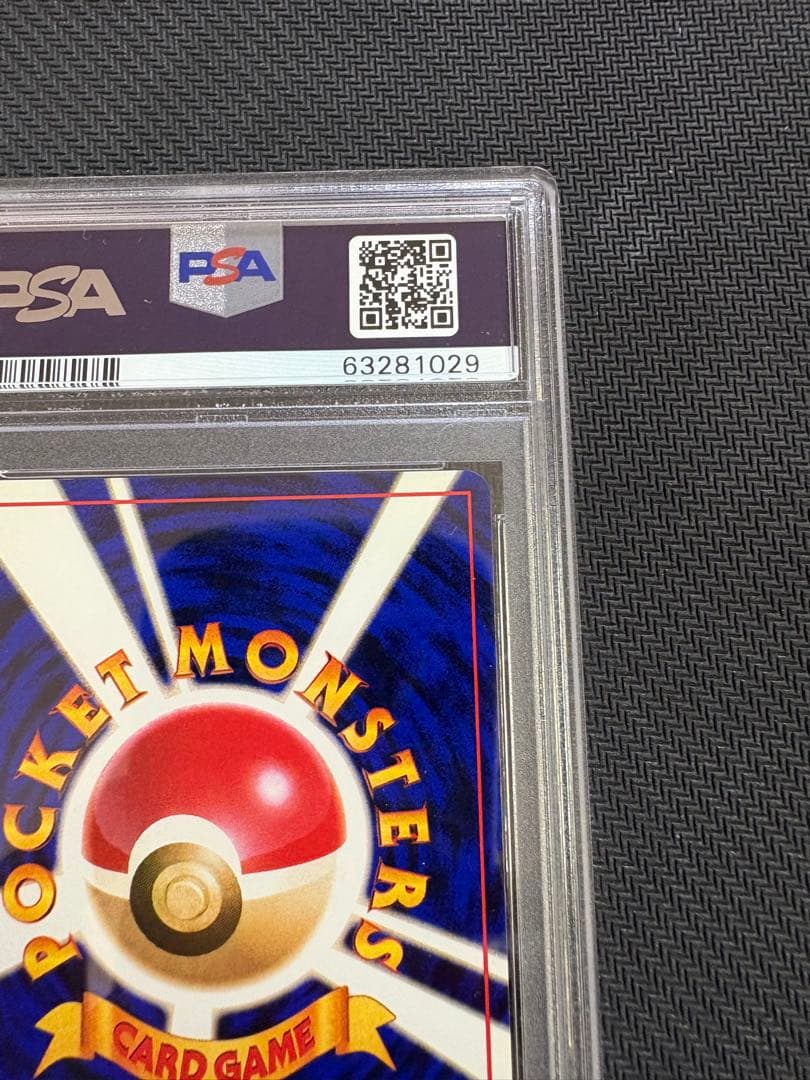 PSA
PSA
63281029
POCKET MONSTERS
CARD GAME